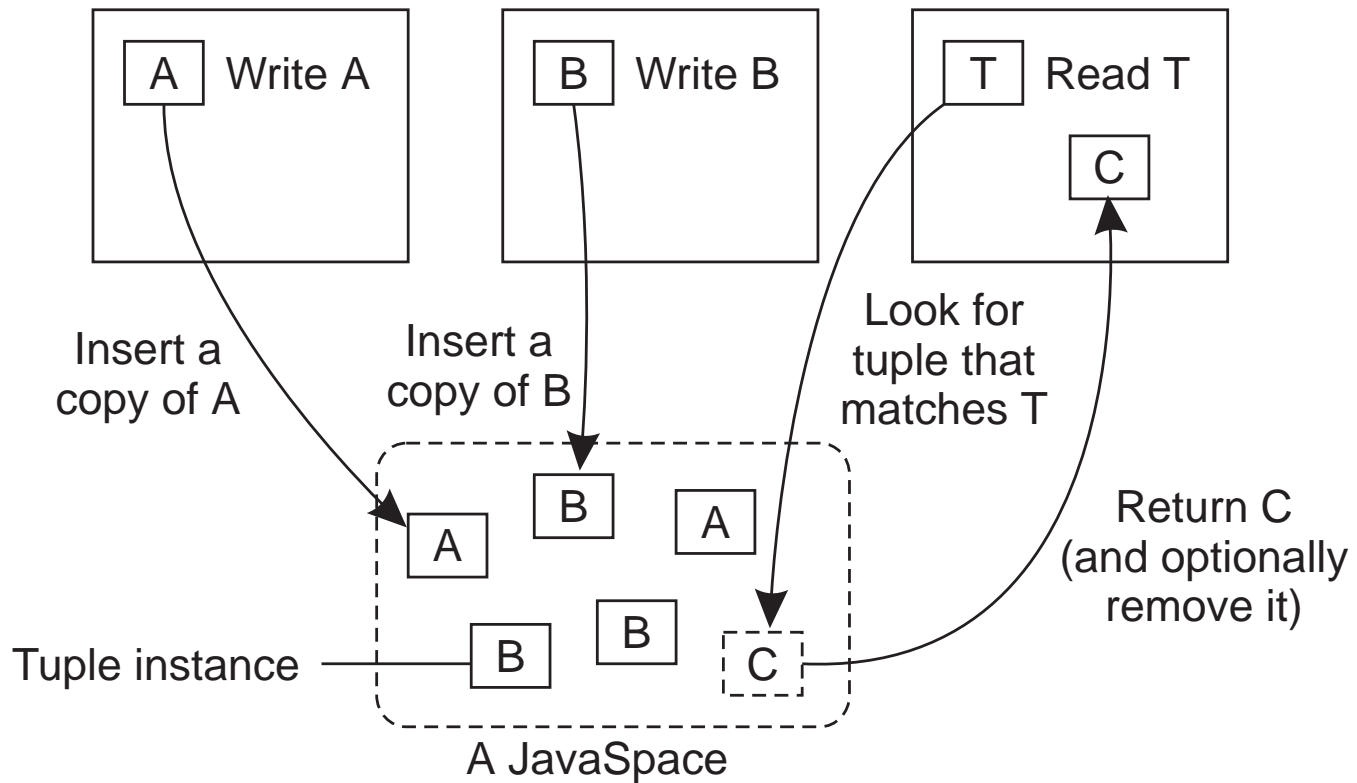 A Write A
B Write B
T Read T
C
Insert a
copy of A
Insert a
copy of B
Look for
tuple that
matches T
A
B
A
B
B
C
Return C
(and optionally
remove it)
Tuple instance
A JavaSpace